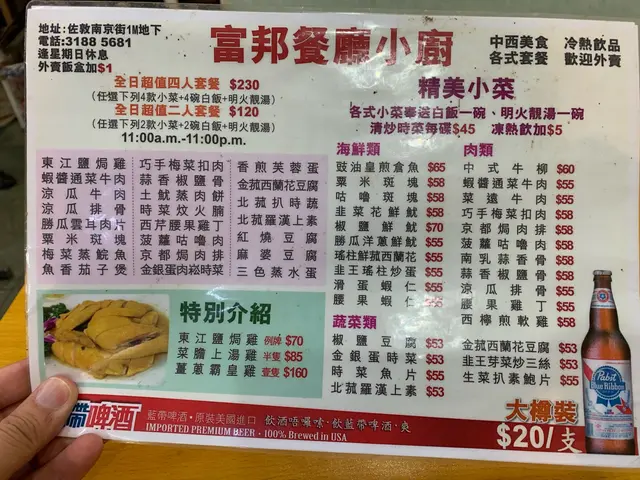 地址:佐敦南京街1M地下
電話:3188 5681
逢星期日休息
外賣飯盒加$1
富邦餐廳小廚
中西美食 冷熱飲品
各式套餐 歡迎外賣
全日超值四人套餐 $230
(任選下列4款小菜+4碗白飯+明火靚湯)
全日超值二人套餐 $120
(任選下列2款小菜+2碗白飯+明火靚湯)
11:00a.m.-11:00p.m.
精美小菜
各式小菜奉送白飯一碗、明火靚湯一碗
清炒時菜每碟$45 凍熱飲加$5
東江鹽焗雞 巧手梅菜扣肉 香煎芙蓉蛋
蝦醬通菜牛肉 蒜香椒鹽骨 金菰西蘭花豆腐
涼瓜牛肉 土魷蒸肉餅 北菰扒時蔬
涼瓜排骨 時菜炆火腩 北菰羅漢上素
勝瓜雲耳肉片 西芹腰果雞丁 紅燒豆腐
粟米斑塊 菠蘿咕嚕肉 麻婆豆腐
梅菜蒸鯇魚 京都焗肉排 三色蒸水蛋
魚香茄子煲 金銀蛋肉崧時菜
特別介紹
東江鹽焗雞 例牌 $70
菜膽上湯雞 半隻 $85
薑蔥霸皇雞 壹隻 $160
海鮮類
豉油皇煎倉魚 $65
粟米斑塊 $58
咕嚕斑塊 $58
韭菜花鮮魷 $58
椒鹽鮮魷 $70
勝瓜洋蔥鮮魷 $55
瑤柱鮮菰蒲瓜 $55
韭王瑤柱炒蛋 $55
滑蛋蝦仁 $55
腰果蝦仁
蔬菜類
椒鹽豆腐 $53
金銀蛋時菜 $53
時菜魚片 $55
北菰羅漢上素 $53
肉類
中式牛柳 $60
蝦醬通菜牛肉 $55
菜遠牛肉 $55
巧手梅菜扣肉 $58
京都焗肉排 $58
菠蘿咕嚕肉 $58
南乳蒜香骨 $58
蒜香椒鹽骨 $58
涼瓜排骨 $55
腰果雞丁 $55
西檸煎軟雞 $58
金菰西蘭花豆腐 $53
韭王芽菜炒三絲 $53
生菜扒素鮑片 $55
帶啤酒
藍帶啤酒•原裝美國進口
飲酒唔囉唆·飲藍帶啤酒·爽
IMPORTED PREMIUM BEER · 100% Brewed in USA
大樽裝
$20/支
Pabst
Blue Ribbon